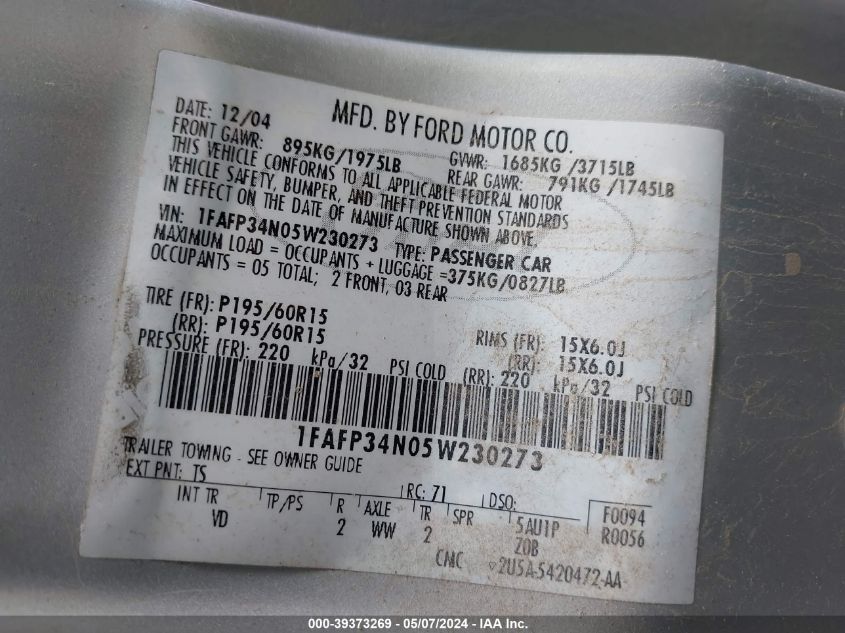 MFD. BY FORD MOTOR CO.
DATE: 12/04
GVWR: 1685KG /3715LB
FRONT GAWR: 895KG/1975LB
REAR GAWR: 791KG /1745LB
THIS VEHICLE CONFORMS TO ALL APPLICABLE FEDERAL MOTOR
VEHICLE SAFETY, BUMPER, AND THEFT PREVENTION STANDARDS
IN EFFECT ON THE DATE OF MANUFACTURE SHOWN ABOVE.
VIN: 1FAFP34N05W230273 TYPE: PASSENGER CAR
MAXIMUM LOAD = OCCUPANTS + LUGGAGE =375KG/0827LB
OCCUPANTS = 05 TOTAL; 2 FRONT, 03 REAR
TIRE (FR): P195/60R15 RIMS (FR): 15X6.0J
(RR): P195/60R15 (RR): 15X6.0J
PRESSURE (FR): 220 kPa/32 PSI COLD (RR): 220 kPa/32 PSI COLD
1FAFP34N05W230273
TRAILER TOWING - SEE OWNER GUIDE
EXT PNT: TS RC: 71 DSO:
INT TR TP/PS R AXLE TR SPR 5AU1P F0094
VD 2 WW 2 Z0B R0056
CMC 2U5A-5420472-AA
000-39373269 - 05/07/2024 - IAA Inc.